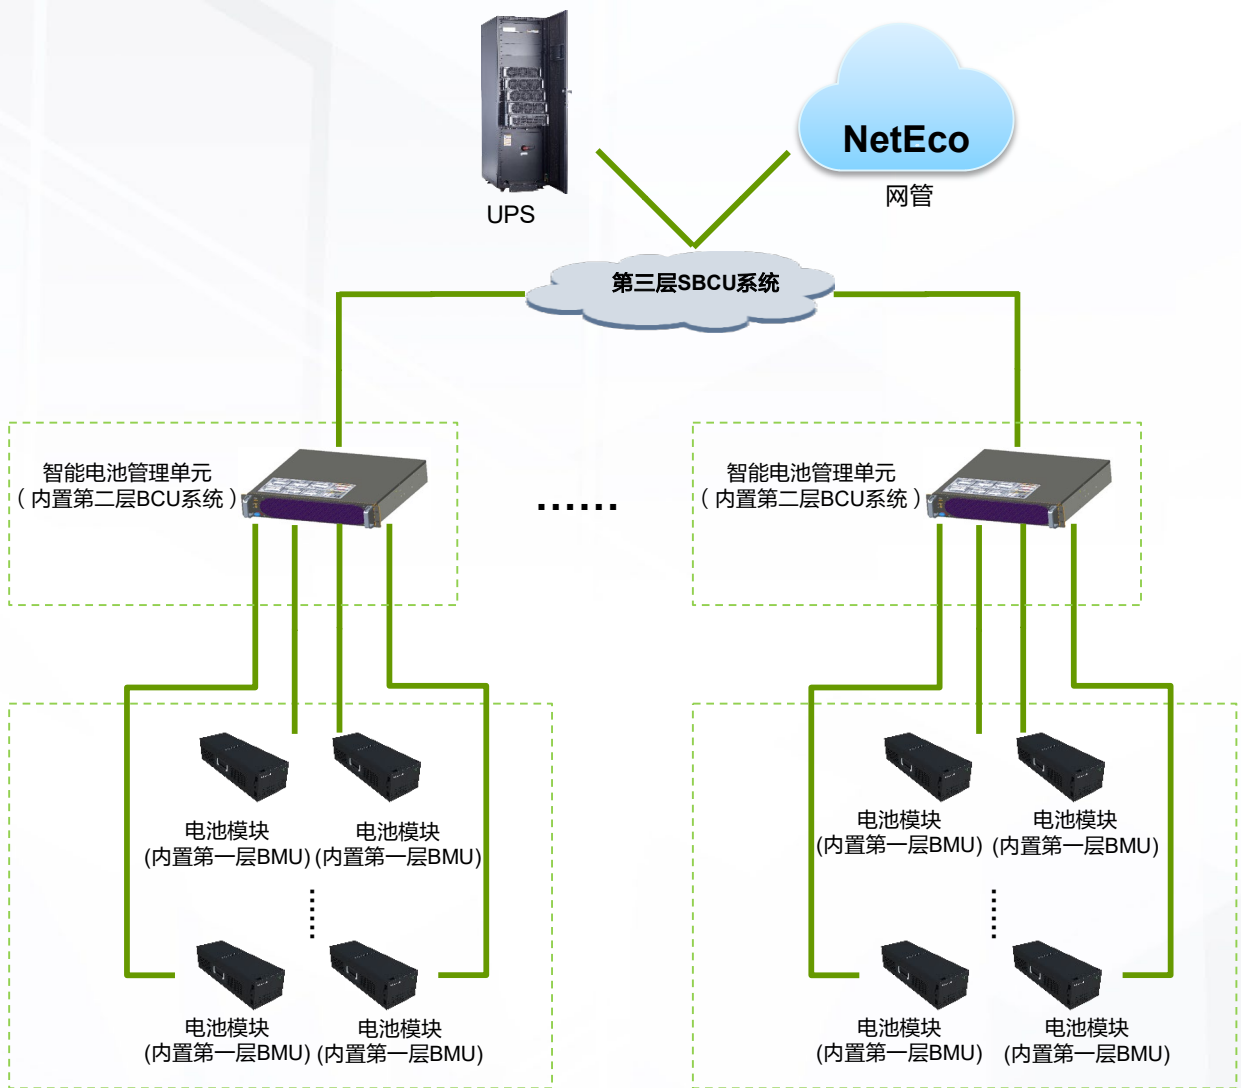 NetEco
网管
UPS
第三层SBCU系统
智能电池管理单元
（内置第二层BCU系统）
......
智能电池管理单元
（内置第二层BCU系统）
电池模块
(内置第一层BMU)
电池模块
(内置第一层BMU)
......
电池模块
(内置第一层BMU)
电池模块
(内置第一层BMU)
电池模块
(内置第一层BMU)
电池模块
(内置第一层BMU)
......
电池模块
(内置第一层BMU)
电池模块
(内置第一层BMU)